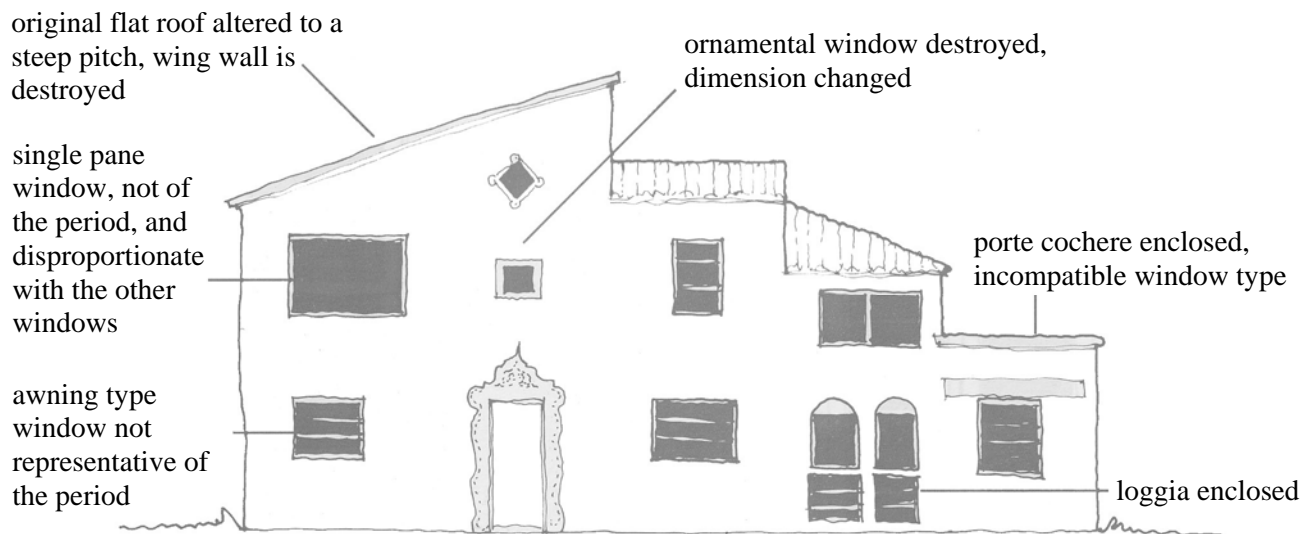 original flat roof altered to a
steep pitch, wing wall is
destroyed
ornamental window destroyed,
dimension changed
single pane
window, not of
the period, and
disproportionate
with the other
windows
porte cochere enclosed,
incompatible window type
awning type
window not
representative of
the period
loggia enclosed